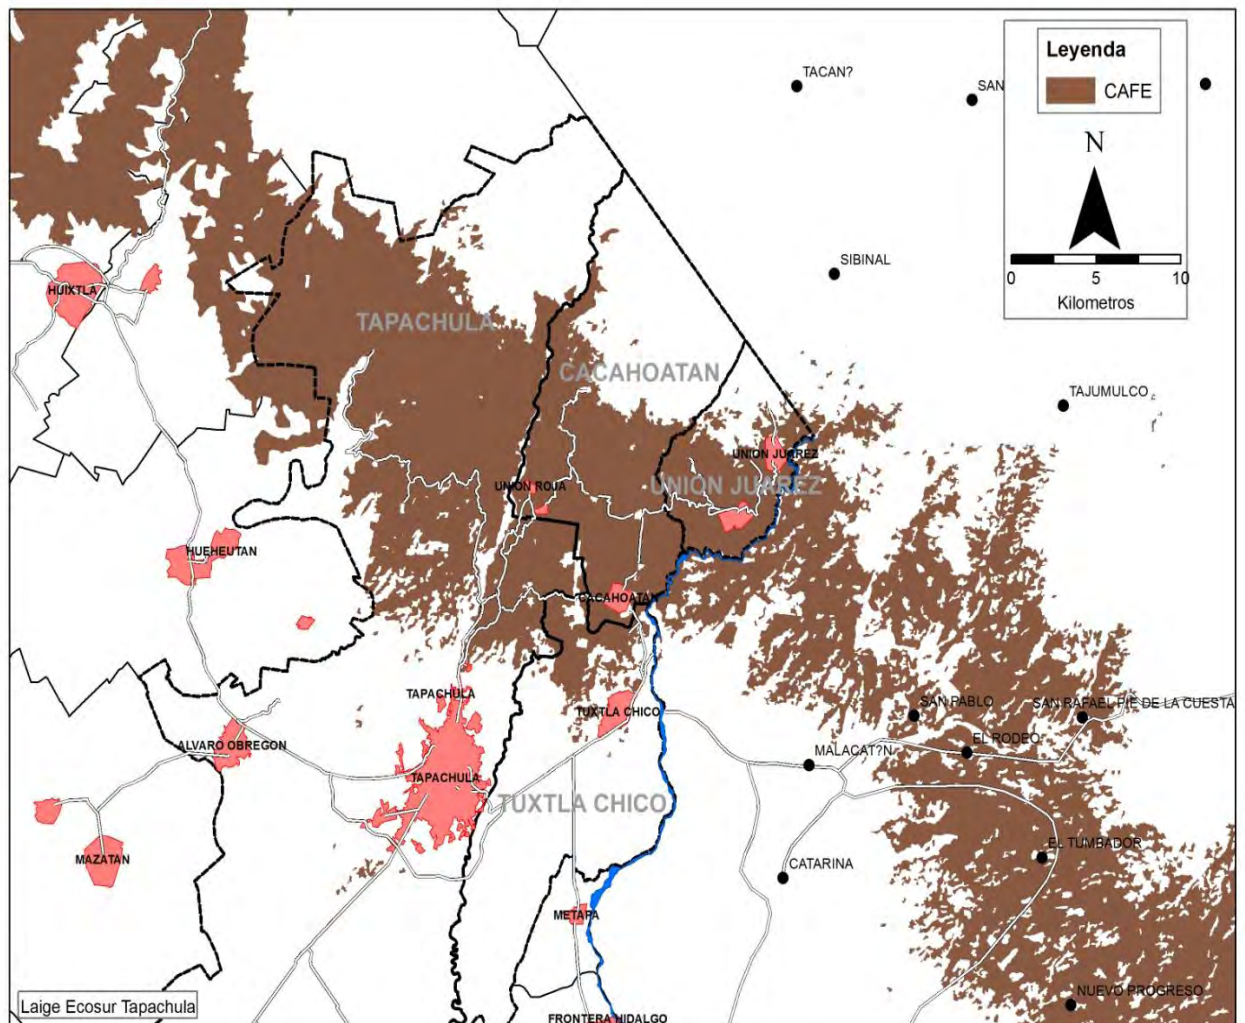 Leyenda
CAFE
N
0 5 10
Kilometros
TACAN?
SAN
SIBINAL
HUIXTLA
TAPACHULA
CACAHOATAN
TAJUMULCO
UNION JUAREZ
UNION ROJA
UNION JUAREZ
HUEHEUTAN
CACAHOATAN
TAPACHULA
TUXTLA CHICO
SAN PABLO
SAN RAFAEL PIE DE LA CUESTA
ALVARO OBREGON
EL RODEO
MALACAT?N
TAPACHULA
TUXTLA CHICO
MAZATAN
EL TUMBADOR
CATARINA
METAPA
NUEVO PROGRESO
Laige Ecosur Tapachula
FRONTERA HIDALGO